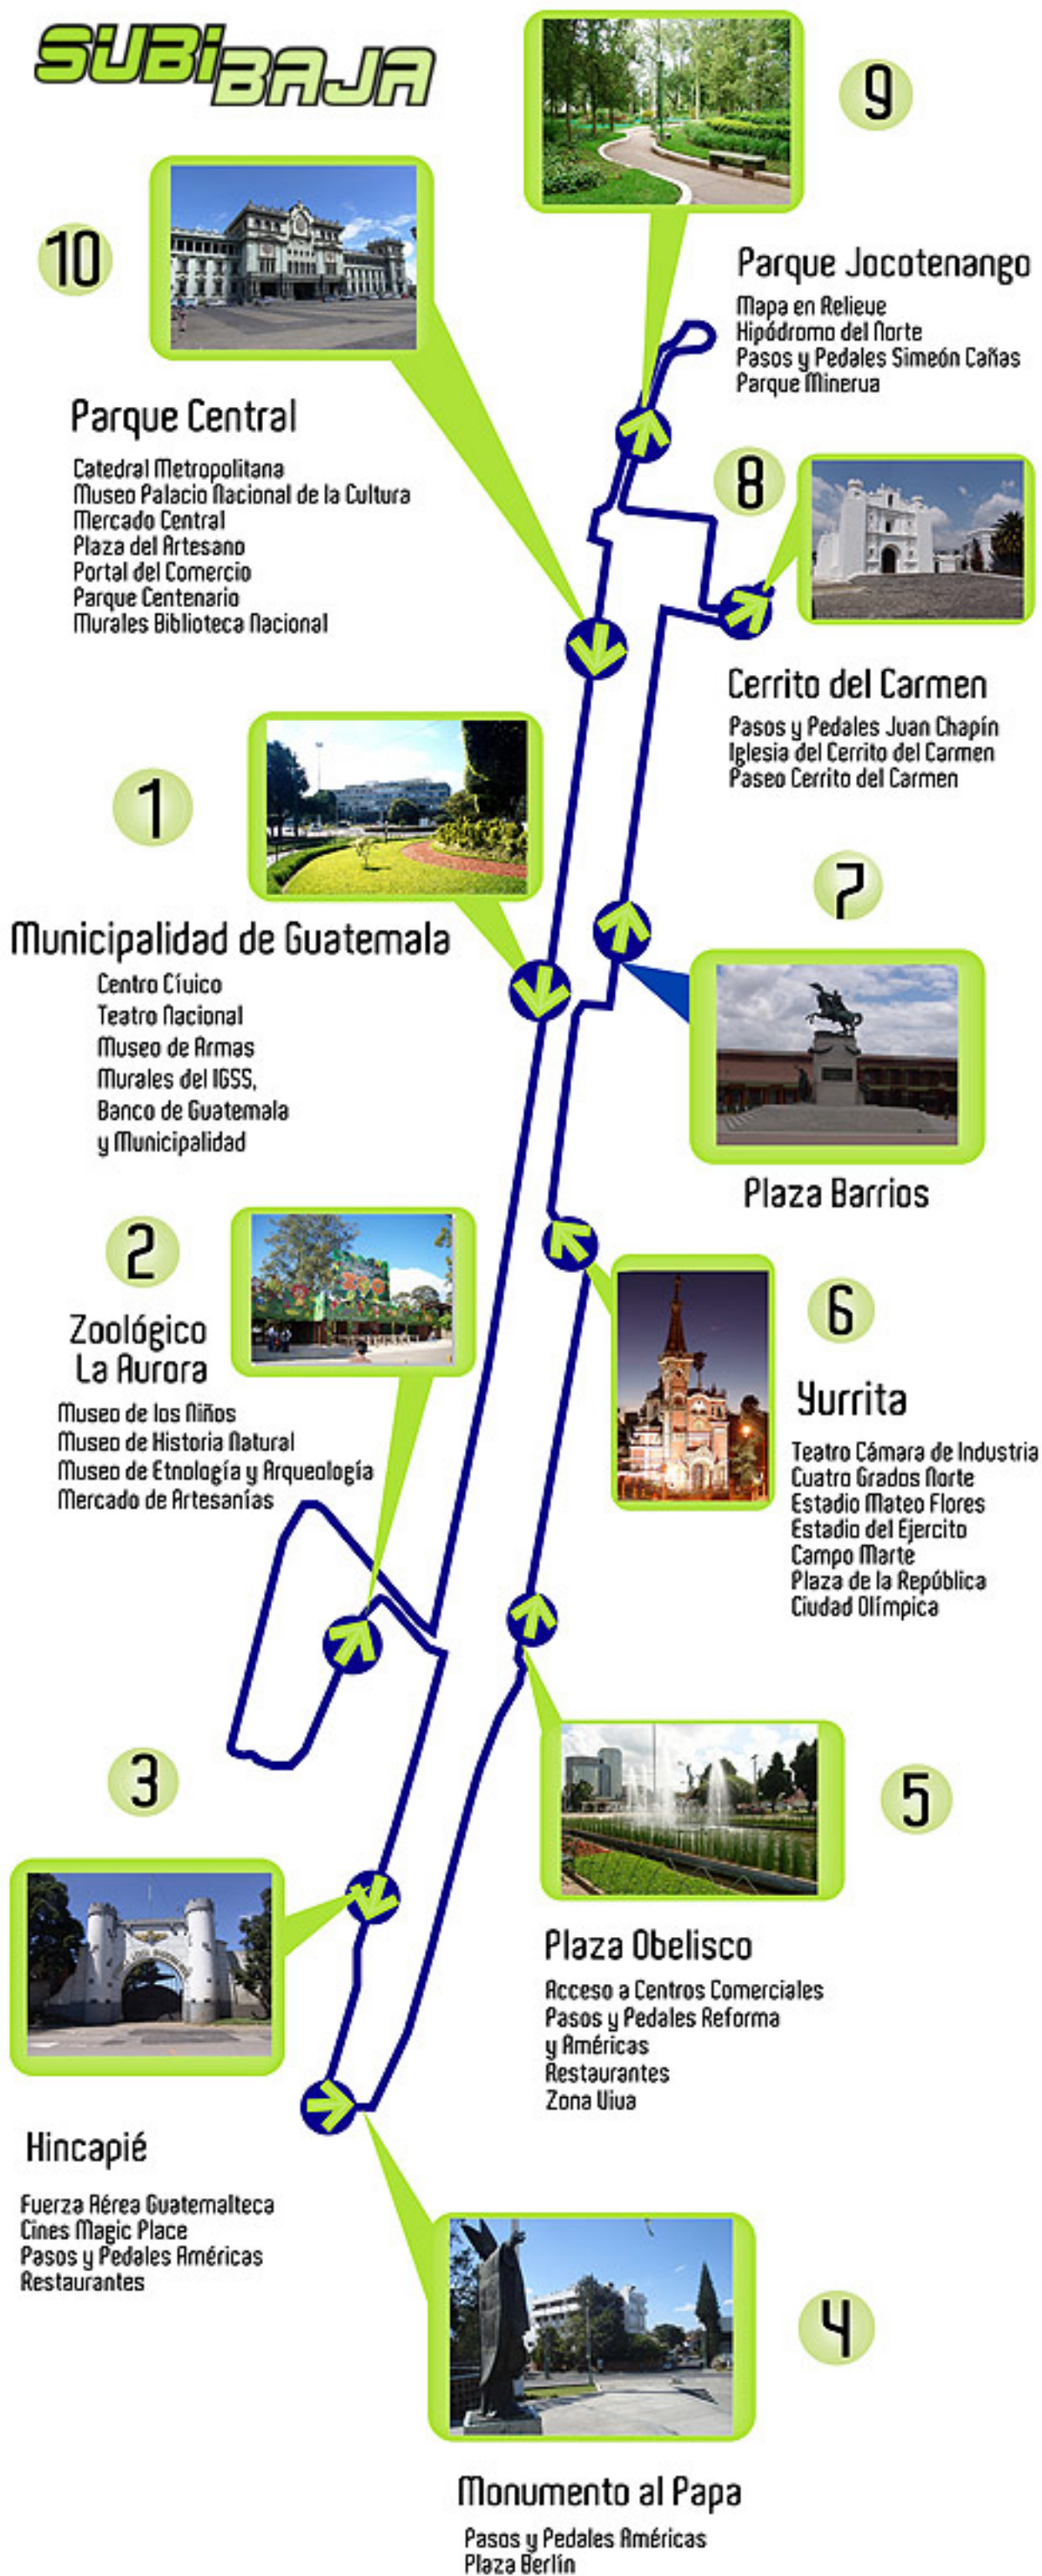 SUBIBAJA
9
10
Parque Jocotenango
Mapa en Relieve
Hipódromo del Norte
Pasos y Pedales Simeón Cañas
Parque Minerva
Parque Central
Catedral Metropolitana
Museo Palacio Nacional de la Cultura
Mercado Central
Plaza del Artesano
Portal del Comercio
Parque Centenario
Murales Biblioteca Nacional
8
Cerrito del Carmen
Pasos y Pedales Juan Chapín
Iglesia del Cerrito del Carmen
Paseo Cerrito del Carmen
1
Municipalidad de Guatemala
Centro Cívico
Teatro Nacional
Museo de Armas
Murales del IGSS,
Banco de Guatemala
y Municipalidad
7
Plaza Barrios
2
Zoológico
La Aurora
Museo de los Niños
Museo de Historia Natural
Museo de Etnología y Arqueología
Mercado de Artesanías
6
Yurrita
Teatro Cámara de Industria
Cuatro Grados Norte
Estadio Mateo Flores
Estadio del Ejercito
Campo Marte
Plaza de la República
Ciudad Olímpica
3
Hincapié
Fuerza Aérea Guatemalteca
Cines Magic Place
Pasos y Pedales Américas
Restaurantes
5
Plaza Obelisco
Acceso a Centros Comerciales
Pasos y Pedales Reforma
y Américas
Restaurantes
Zona Viva
4
Monumento al Papa
Pasos y Pedales Américas
Plaza Berlín